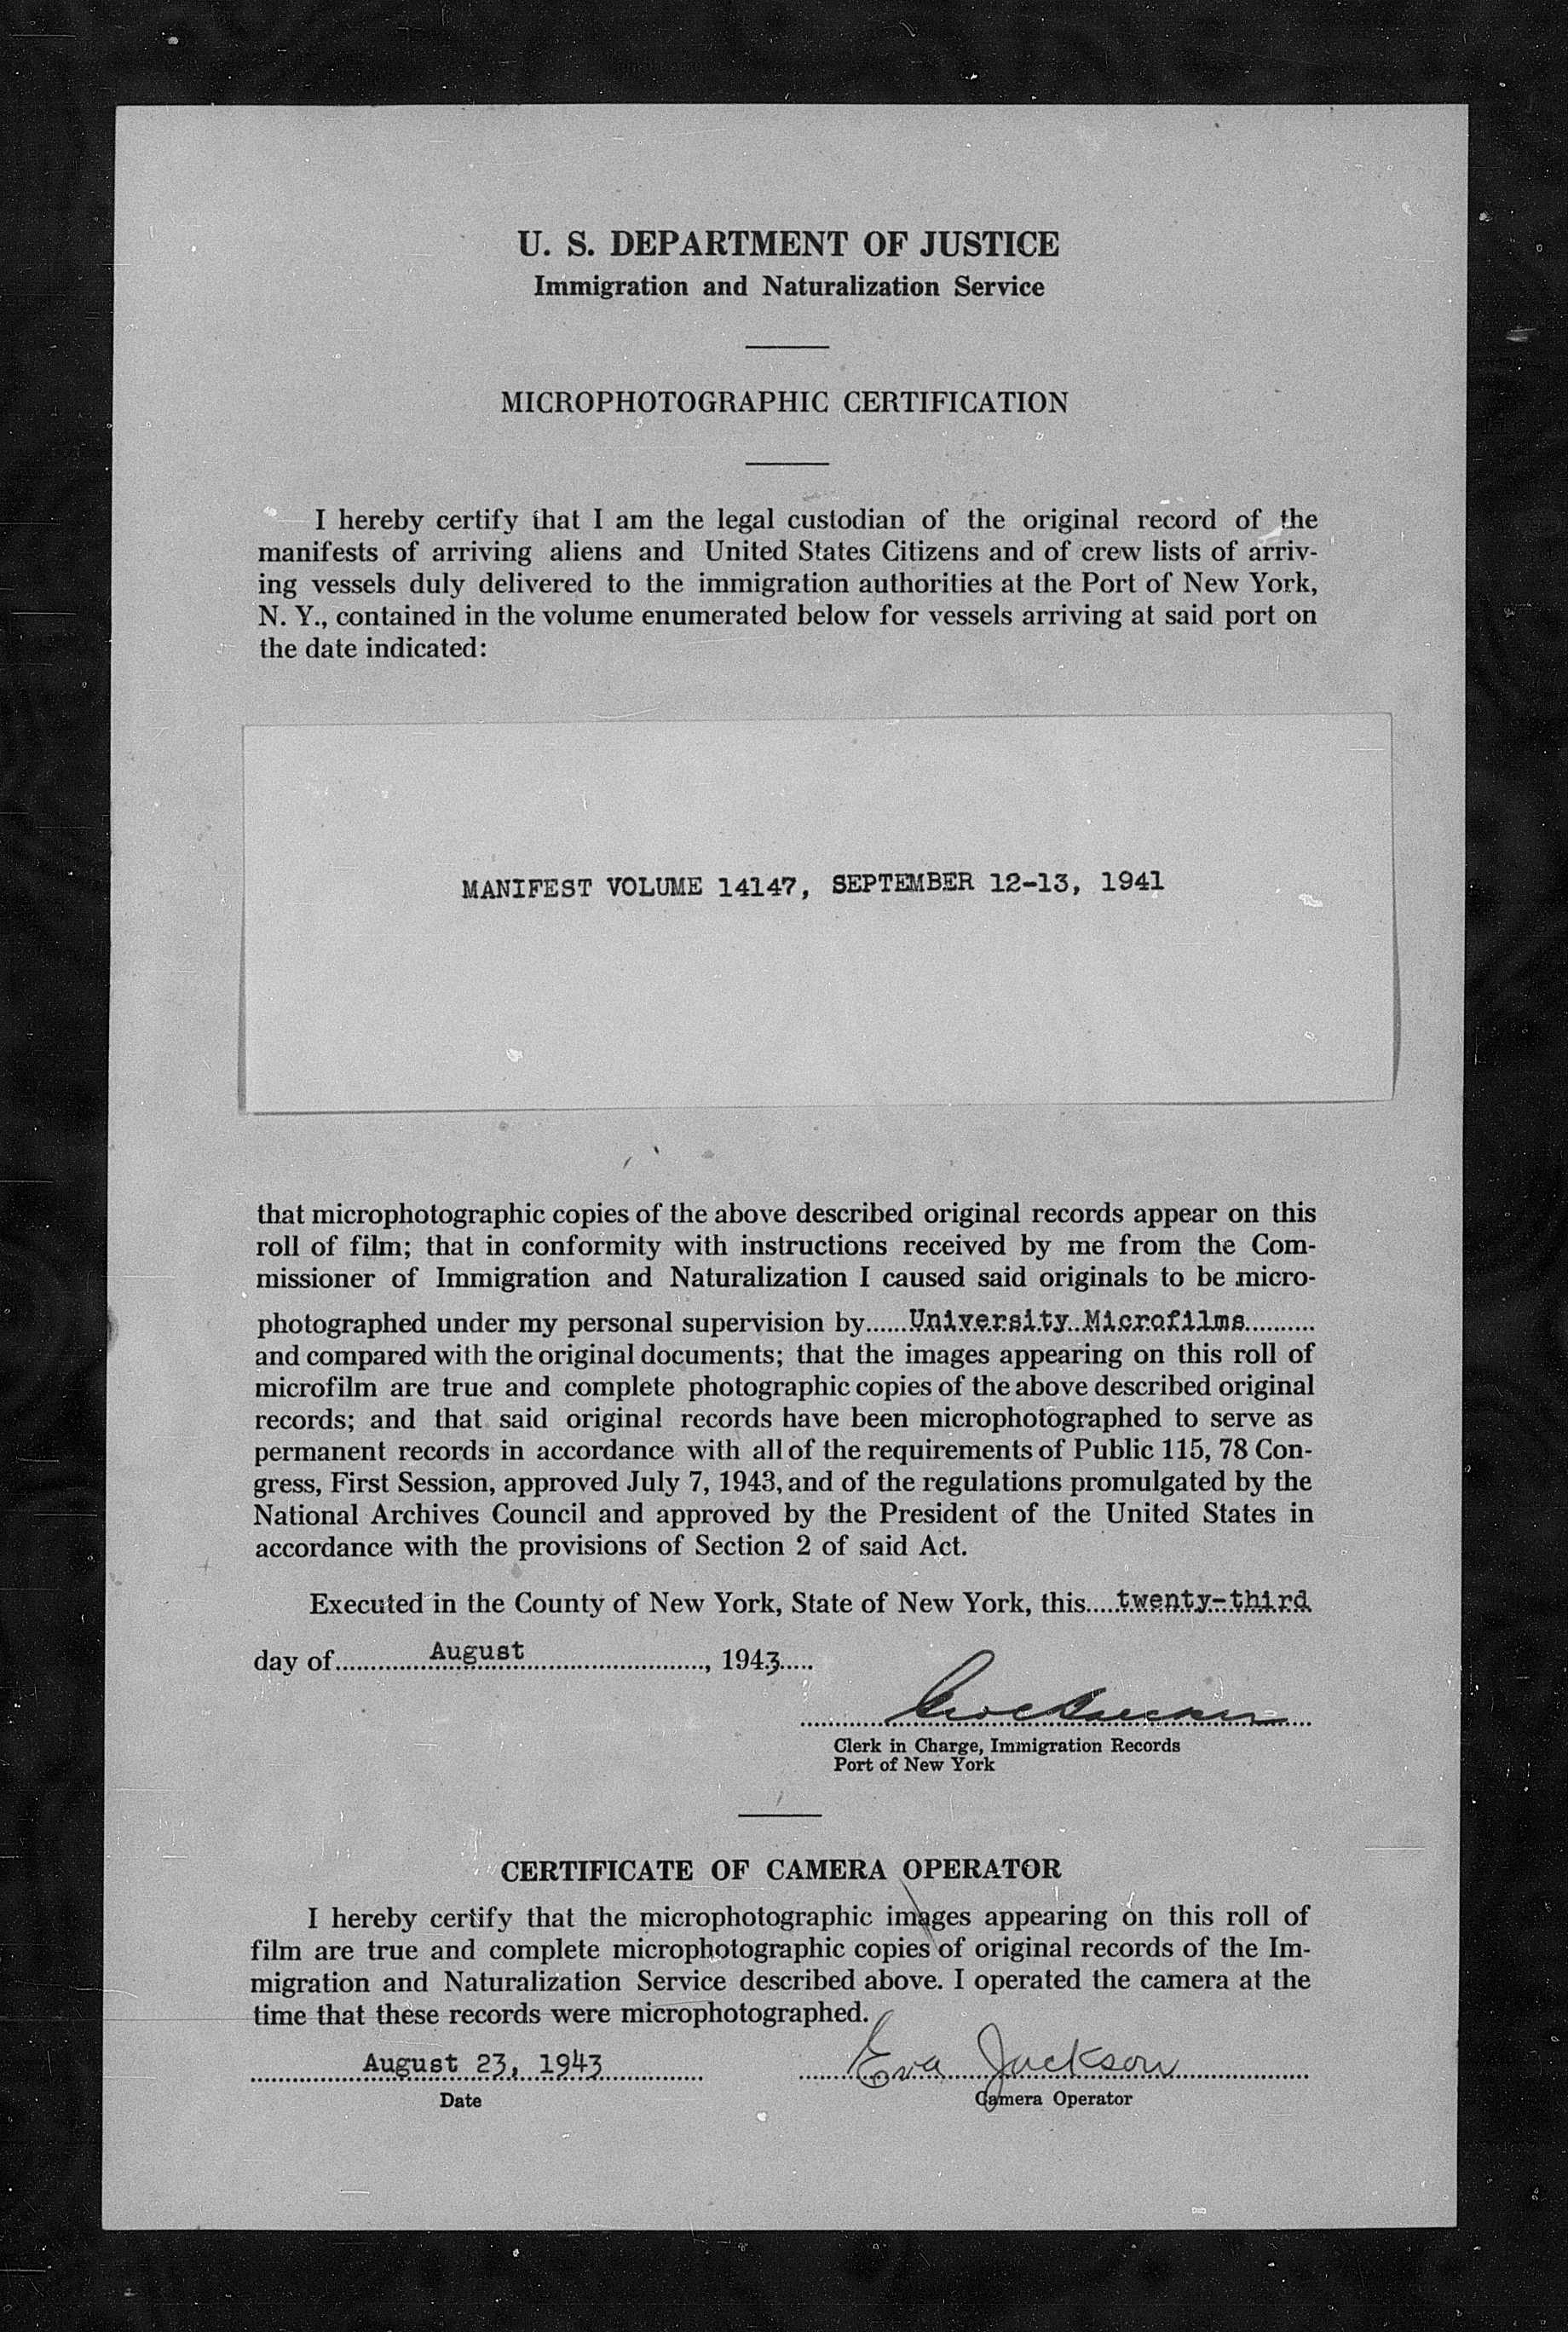 U. S. DEPARTMENT OF JUSTICE
Immigration and Naturalization Service
MICROPHOTOGRAPHIC CERTIFICATION
I hereby certify that I am the legal custodian of the original record of the
manifests of arriving aliens and United States Citizens and of crew lists of arriv-
ing vessels duly delivered to the immigration authorities at the Port of New York,
N. Y., contained in the volume enumerated below for vessels arriving at said port on
the date indicated:
MANIFEST VOLUME 14147, SEPTEMBER 12-13, 1941
that microphotographic copies of the above described original records appear on this
roll of film; that in conformity with instructions received by me from the Com-
missioner of Immigration and Naturalization I caused said originals to be micro-
photographed under my personal supervision by......University Microfilms..........
and compared with the original documents; that the images appearing on this roll of
microfilm are true and complete photographic copies of the above described original
records; and that said original records have been microphotographed to serve as
permanent records in accordance with all of the requirements of Public 115, 78 Con-
gress, First Session, approved July 7, 1943, and of the regulations promulgated by the
National Archives Council and approved by the President of the United States in
accordance with the provisions of Section 2 of said Act.
Executed in the County of New York, State of New York, this.....twenty-third
day of..............August..........................., 1943.....
Clerk in Charge, Immigration Records
Port of New York
CERTIFICATE OF CAMERA OPERATOR
I hereby certify that the microphotographic images appearing on this roll of
film are true and complete microphotographic copies of original records of the Im-
migration and Naturalization Service described above. I operated the camera at the
time that these records were microphotographed.
August 23, 1943 Eva Jackson
Date Camera Operator